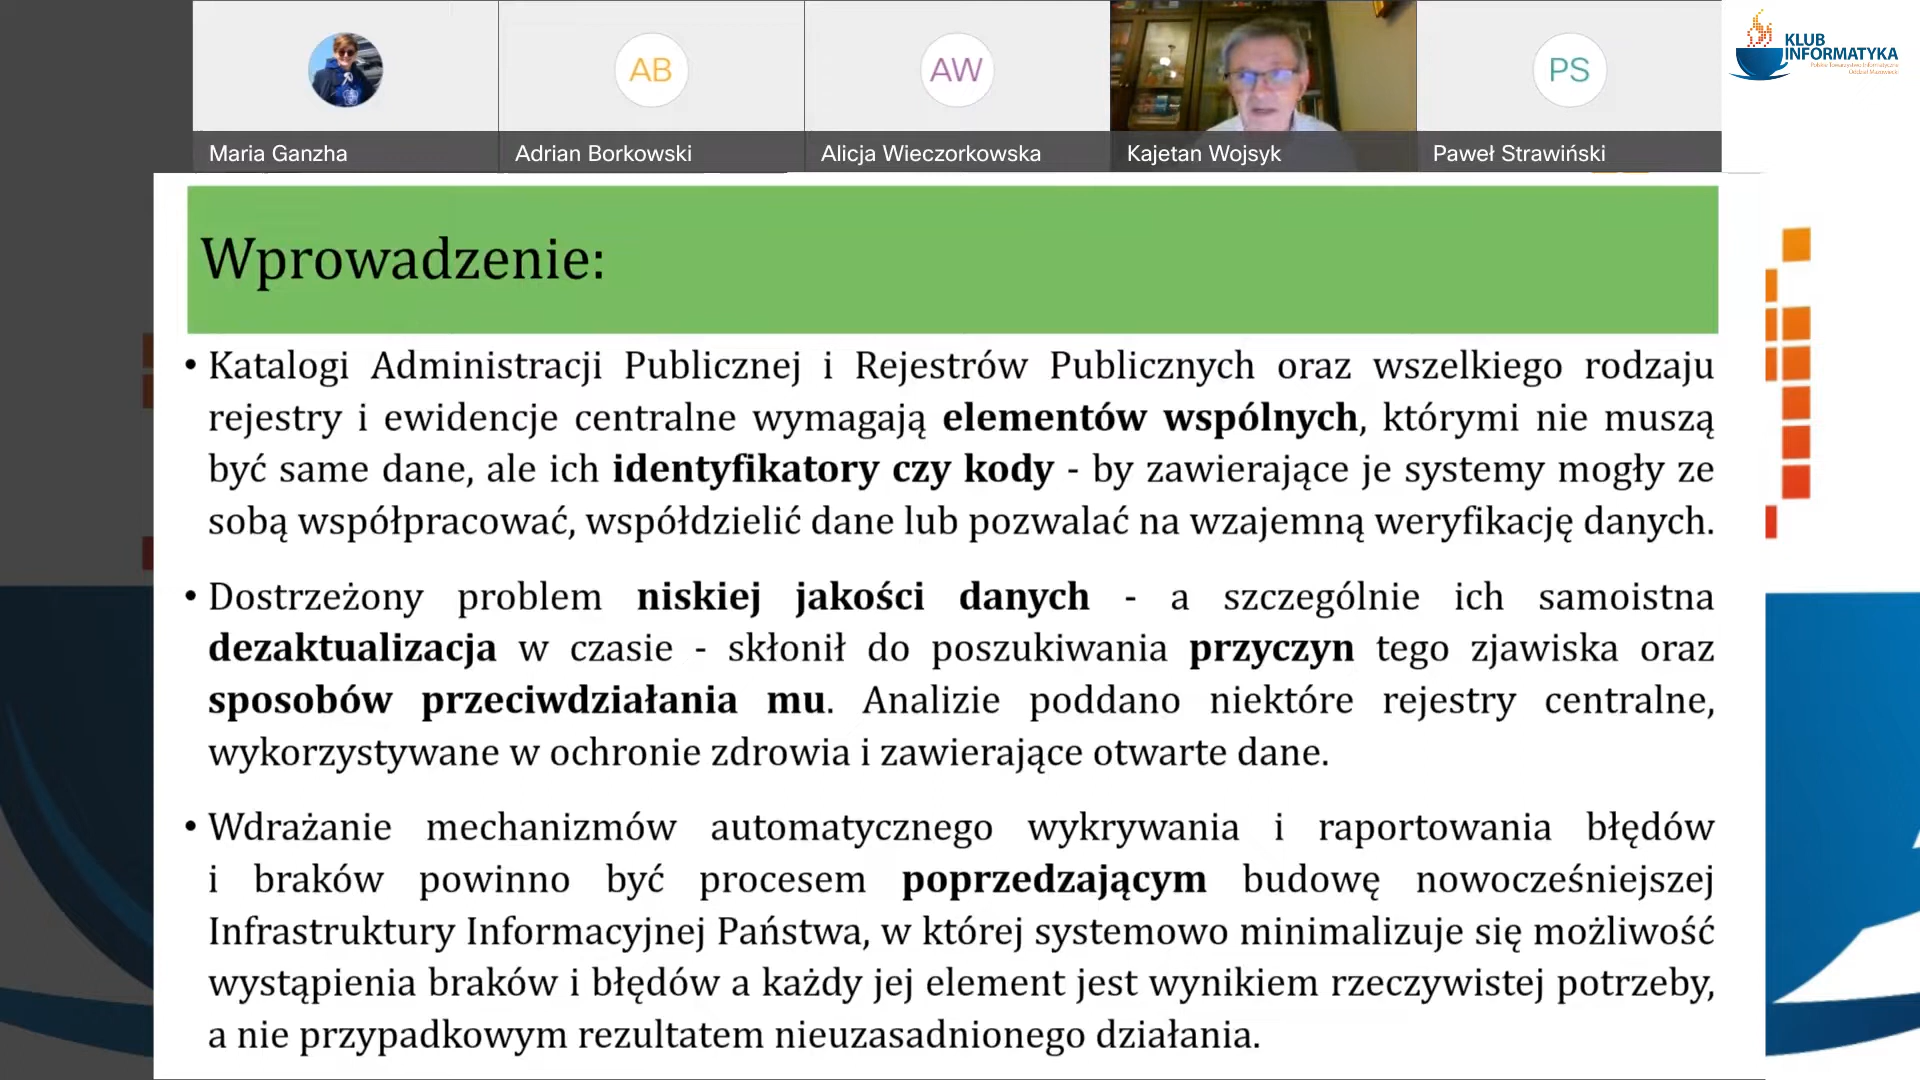 AB
AW
PS
KLUB
INFORMATYKA
Polskie Towarzystwo Informatyczne
Oddział Mazowiecki
Maria Ganzha
Adrian Borkowski
Alicja Wieczorkowska
Kajetan Wojsyk
Paweł Strawiński
Wprowadzenie:
• Katalogi Administracji Publicznej i Rejestrów Publicznych oraz wszelkiego rodzaju
rejestry i ewidencje centralne wymagają elementów wspólnych, którymi nie muszą
być same dane, ale ich identyfikatory czy kody - by zawierające je systemy mogły ze
sobą współpracować, współdzielić dane lub pozwalać na wzajemną weryfikację danych.
• Dostrzeżony problem niskiej jakości danych - a szczególnie ich samoistna
dezaktualizacja w czasie - skłonił do poszukiwania przyczyn tego zjawiska oraz
sposobów przeciwdziałania mu. Analizie poddano niektóre rejestry centralne,
wykorzystywane w ochronie zdrowia i zawierające otwarte dane.
• Wdrażanie mechanizmów automatycznego wykrywania i raportowania błędów
i braków powinno być procesem poprzedzającym budowę nowocześniejszej
Infrastruktury Informacyjnej Państwa, w której systemowo minimalizuje się możliwość
wystąpienia braków i błędów a każdy jej element jest wynikiem rzeczywistej potrzeby,
a nie przypadkowym rezultatem nieuzasadnionego działania.